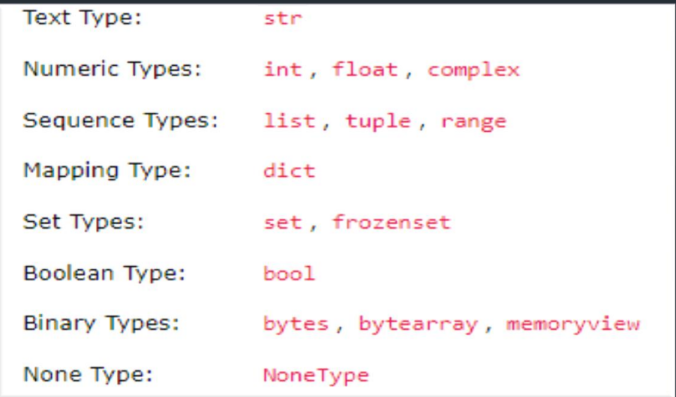 Text Type: str
Numeric Types: int, float, complex
Sequence Types: list, tuple, range
Mapping Type: dict
Set Types: set, frozenset
Boolean Type: bool
Binary Types: bytes, bytearray, memoryview
None Type: NoneType